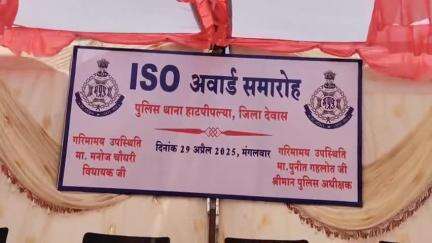 ISO अवार्ड समारोह
पुलिस थाना हाटपीपल्या, जिला देवास
दिनांक 29 अप्रैल 2025, मंगलवार
गरिमामय उपस्थिति
मा. मनोज चौधरी
विधायक जी
गरिमामय उपस्थिति
मा. पुनीत गहलोत जी
श्रीमान पुलिस अधीक्षक